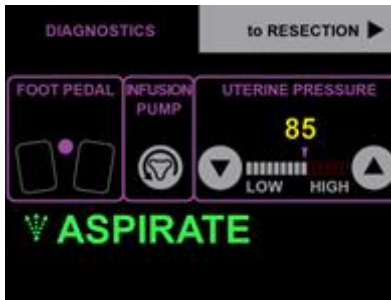 DIAGNOSTICS
to RESECTION
FOOT PEDAL
INFUSION
PUMP
UTERINE PRESSURE
85
LOW HIGH
ASPIRATE